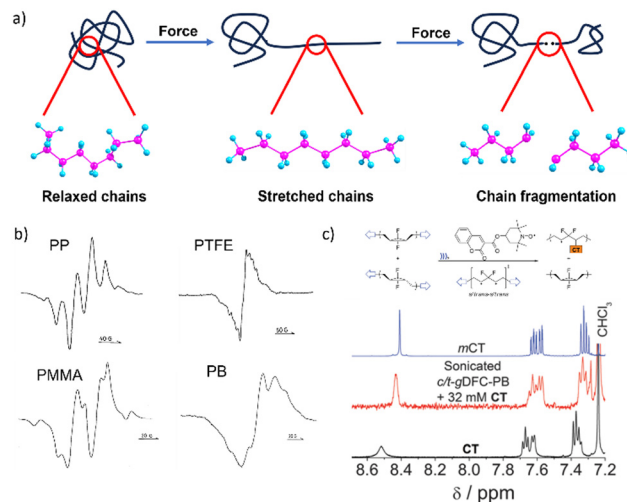 a)
Force
Force
Relaxed chains
Stretched chains
Chain fragmentation
b)
PP
PTFE
PMMA
PB
c)
CT
mCT
Sonicated
c/t-gDFC-PB
+ 32 mM CT
CT
CHCl3
8.6 8.4 8.2 8.0 7.8 7.6 7.4 7.2
δ / ppm